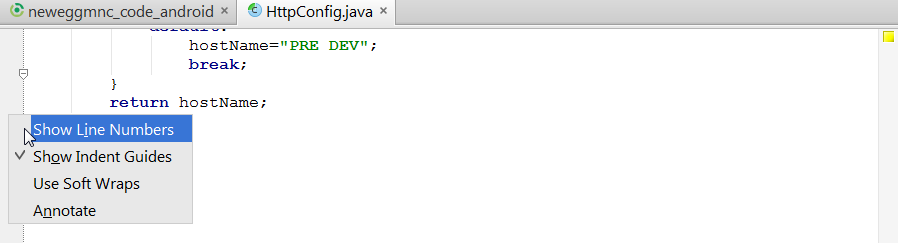 neweggmnc_code_android × HttpConfig.java ×
default:
hostName="PRE DEV";
break;
}
return hostName;
Show Line Numbers
Show Indent Guides
Use Soft Wraps
Annotate